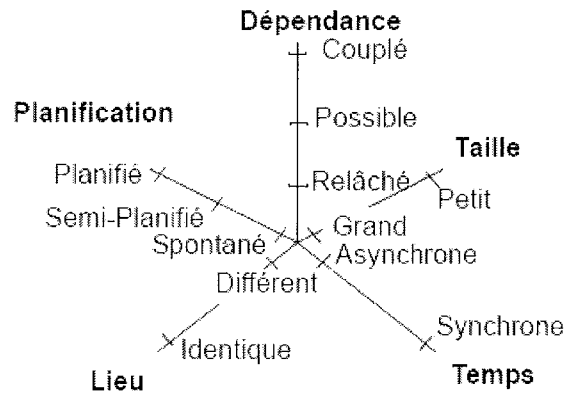 Dépendance
Couplé
Planification
Possible
Taille
Planifié
Relâché
Petit
Semi-Planifié
Spontané
Grand
Asynchrone
Différent
Synchrone
Identique
Lieu
Temps